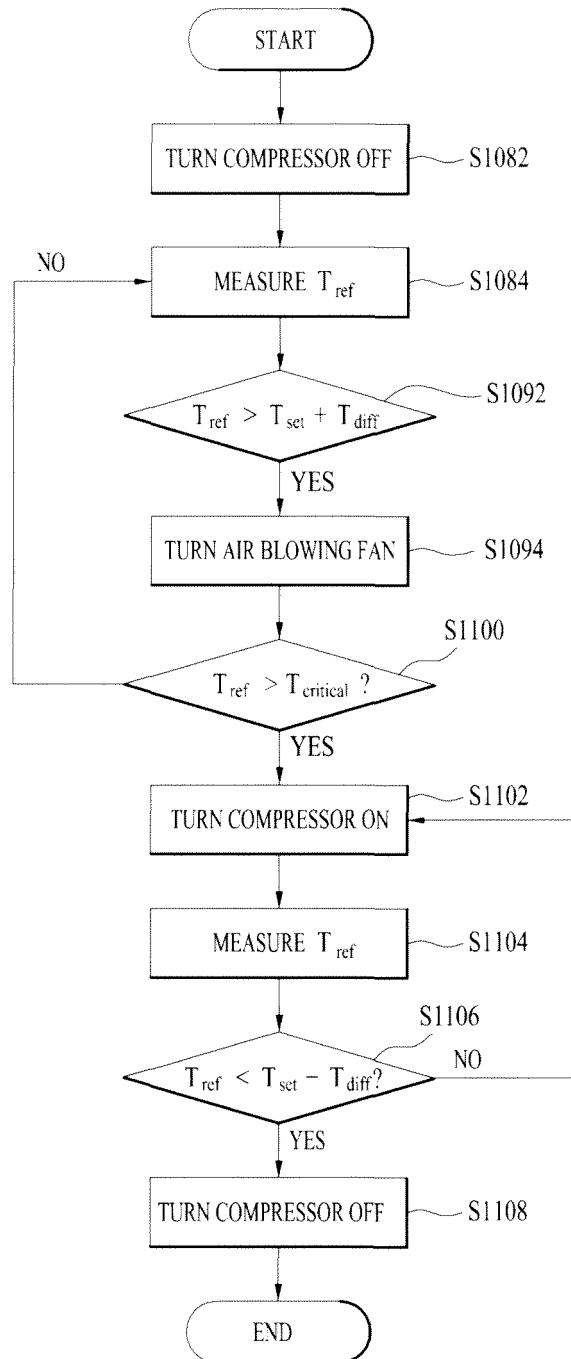 START
TURN COMPRESSOR OFF
S1082
NO
MEASURE T_ref
S1084
S1092
T_ref > T_set + T_diff
YES
TURN AIR BLOWING FAN
S1094
S1100
T_ref > T_critical ?
YES
S1102
TURN COMPRESSOR ON
MEASURE T_ref
S1104
S1106
T_ref < T_set − T_diff?
NO
YES
TURN COMPRESSOR OFF
S1108
END